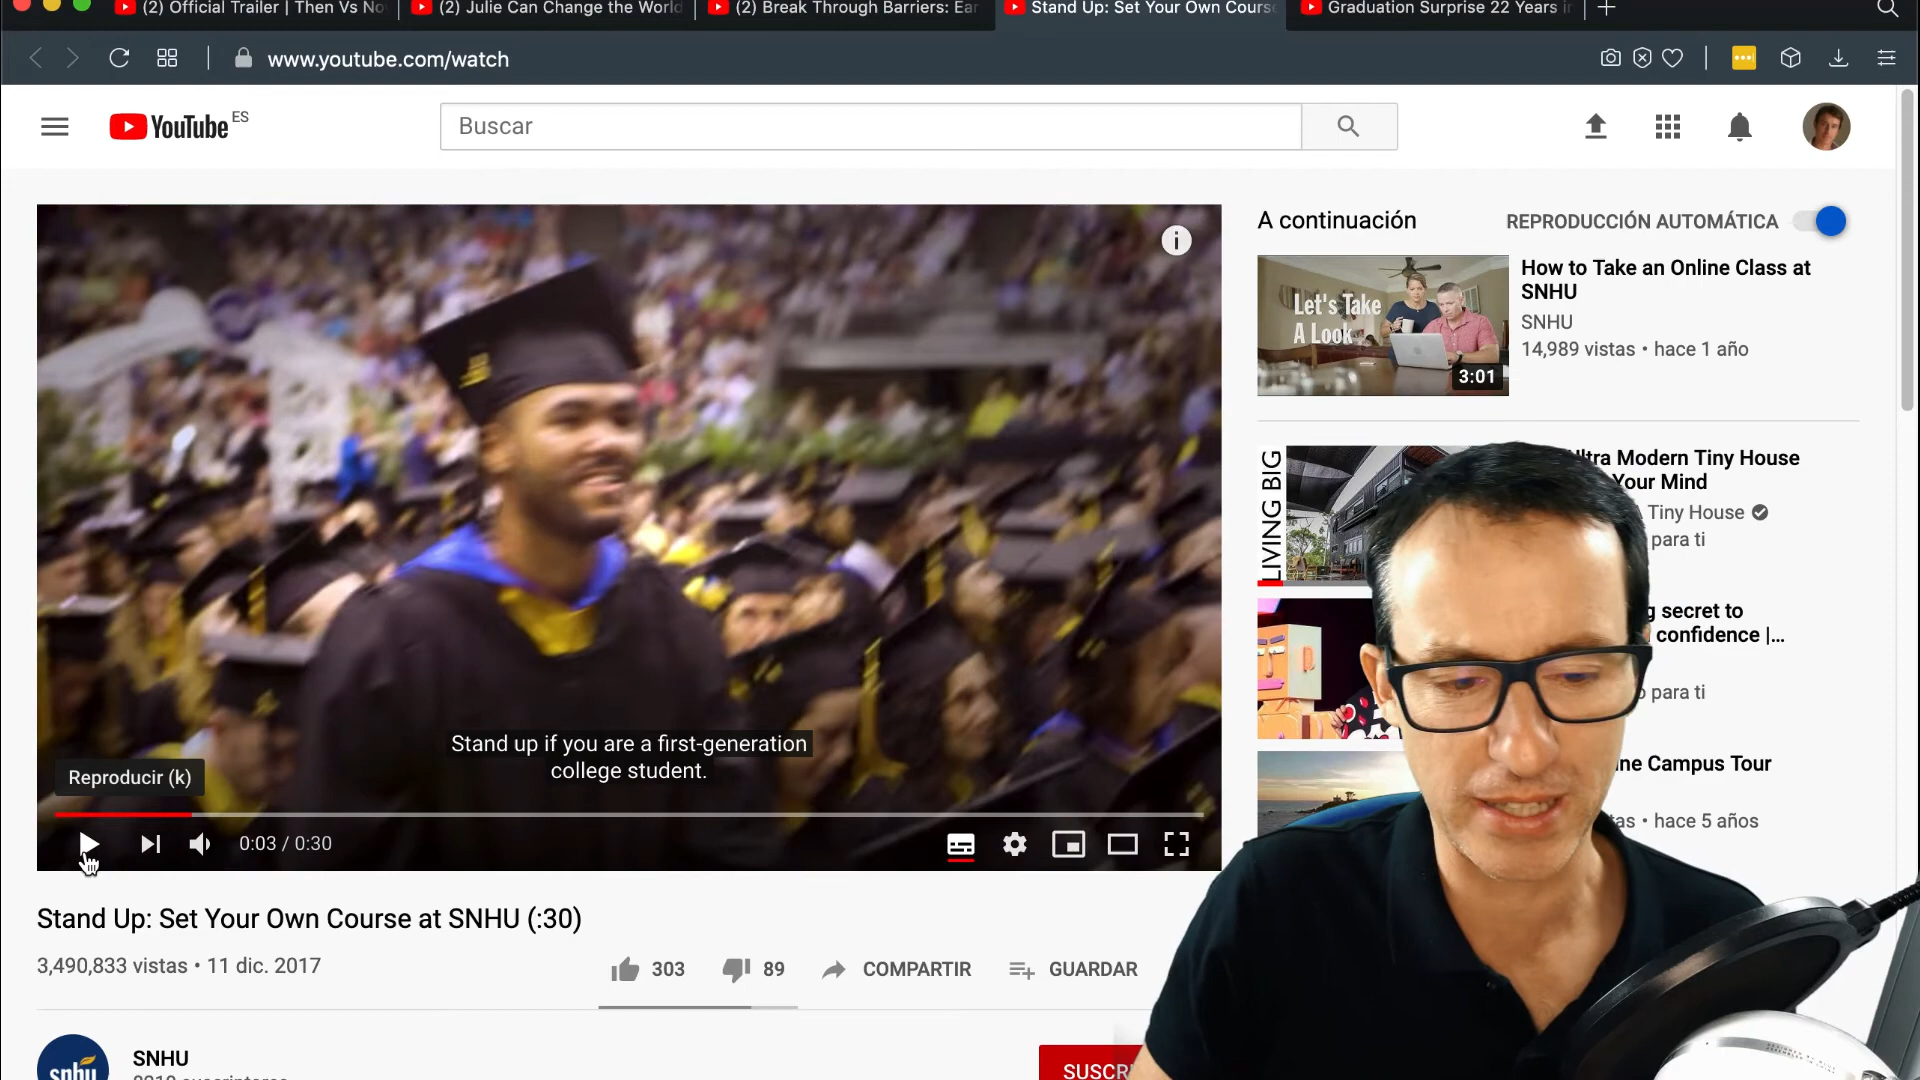 (2) Official Trailer | Then Vs No
(2) Julie Can Change the World
(2) Break Through Barriers: Ear
Stand Up: Set Your Own Course
Graduation Surprise 22 Years in
www.youtube.com/watch
YouTube ES
Buscar
A continuación
REPRODUCCIÓN AUTOMÁTICA
Let's Take
A Look
3:01
How to Take an Online Class at
SNHU
SNHU
14,989 vistas • hace 1 año
LIVING BIG
Ultra Modern Tiny House
Your Mind
Tiny House
para ti
secret to
confidence |...
para ti
Campus Tour
hace 5 años
Stand up if you are a first-generation
college student.
Reproducir (k)
0:03 / 0:30
Stand Up: Set Your Own Course at SNHU (:30)
3,490,833 vistas • 11 dic. 2017
303
89
COMPARTIR
GUARDAR
snhu
SNHU
SUSCR